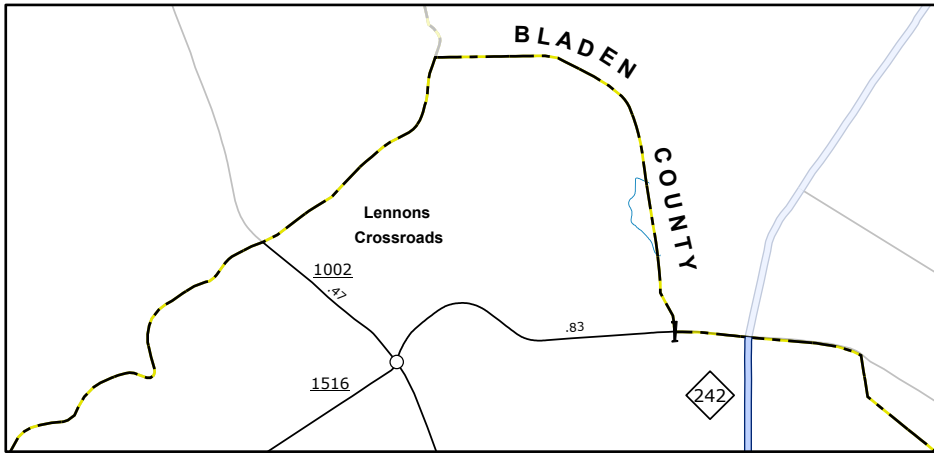 BLADEN
COUNTY
Lennons
Crossroads
1002
.47
.83
1516
242